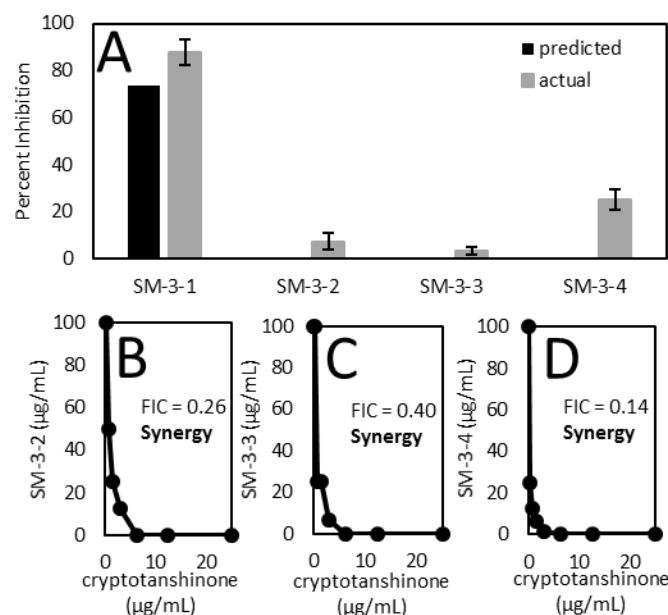 A
predicted
actual
Percent Inhibition
100
80
60
40
20
0
SM-3-1 SM-3-2 SM-3-3 SM-3-4
B
FIC = 0.26
Synergy
SM-3-2 (µg/mL)
100
80
60
40
20
0
0 10 20
cryptotanshinone
(µg/mL)
C
FIC = 0.40
Synergy
SM-3-3 (µg/mL)
100
80
60
40
20
0
0 10 20
cryptotanshinone
(µg/mL)
D
FIC = 0.14
Synergy
SM-3-4 (µg/mL)
100
80
60
40
20
0
0 10 20
cryptotanshinone
(µg/mL)